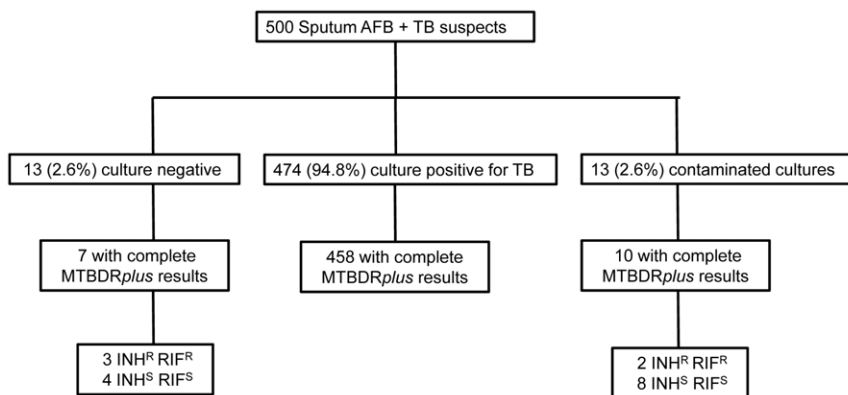 500 Sputum AFB + TB suspects
13 (2.6%) culture negative
474 (94.8%) culture positive for TB
13 (2.6%) contaminated cultures
7 with complete
MTBDRplus results
458 with complete
MTBDRplus results
10 with complete
MTBDRplus results
3 INHᴿ RIFᴿ
4 INHˢ RIFˢ
2 INHᴿ RIFᴿ
8 INHˢ RIFˢ